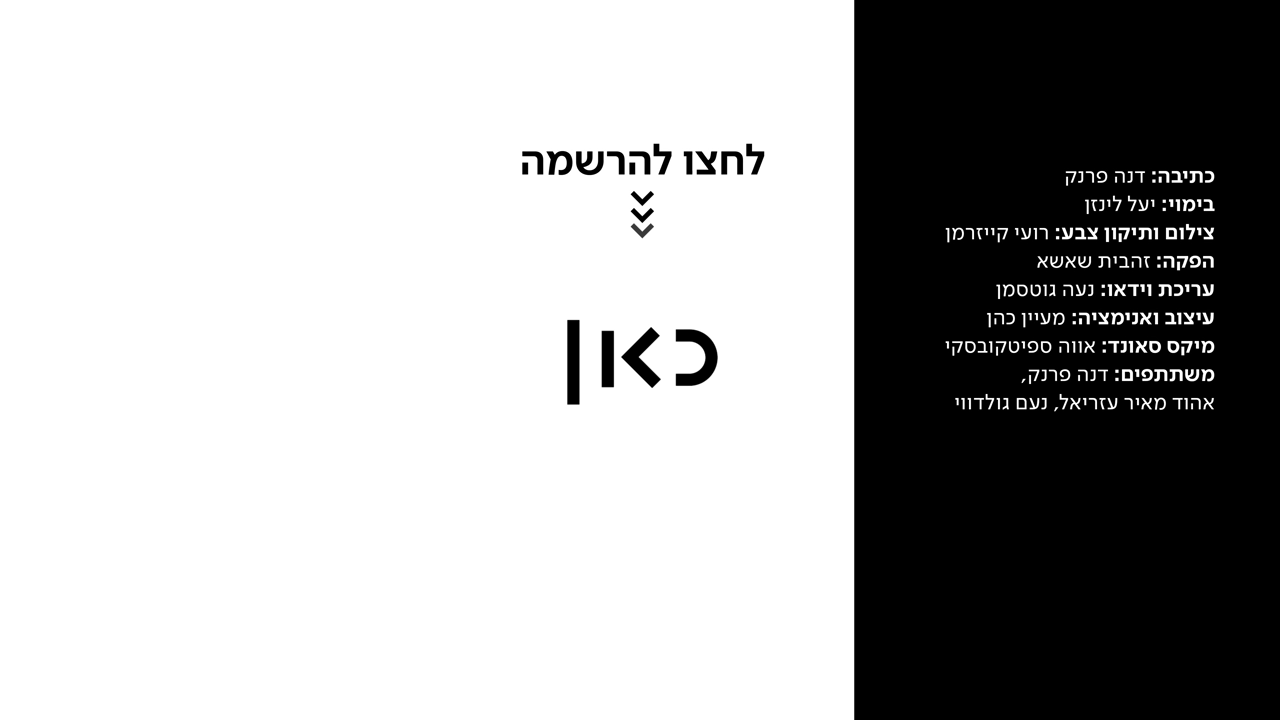 לחצו להרשמה
כאן
כתיבה: דנה פרנק
בימוי: יעל לינזן
צילום ותיקון צבע: רועי קייזרמן
הפקה: זהבית שאשא
עריכת וידאו: נעה גוטסמן
עיצוב ואנימציה: מעיין כהן
מיקס סאונד: אווה ספיטקובסקי
משתתפים: דנה פרנק,
אהוד מאיר עזריאל, נעם גולדווי